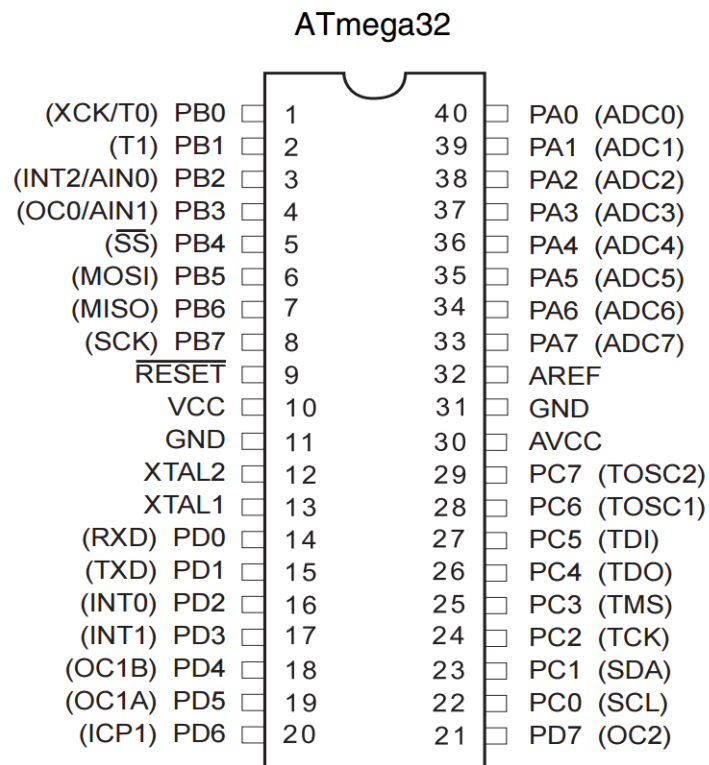 ATmega32
(XCK/T0) PB0 1 40 PA0 (ADC0)
(T1) PB1 2 39 PA1 (ADC1)
(INT2/AIN0) PB2 3 38 PA2 (ADC2)
(OC0/AIN1) PB3 4 37 PA3 (ADC3)
(S̅S̅) PB4 5 36 PA4 (ADC4)
(MOSI) PB5 6 35 PA5 (ADC5)
(MISO) PB6 7 34 PA6 (ADC6)
(SCK) PB7 8 33 PA7 (ADC7)
R̅E̅S̅E̅T̅ 9 32 AREF
VCC 10 31 GND
GND 11 30 AVCC
XTAL2 12 29 PC7 (TOSC2)
XTAL1 13 28 PC6 (TOSC1)
(RXD) PD0 14 27 PC5 (TDI)
(TXD) PD1 15 26 PC4 (TDO)
(INT0) PD2 16 25 PC3 (TMS)
(INT1) PD3 17 24 PC2 (TCK)
(OC1B) PD4 18 23 PC1 (SDA)
(OC1A) PD5 19 22 PC0 (SCL)
(ICP1) PD6 20 21 PD7 (OC2)